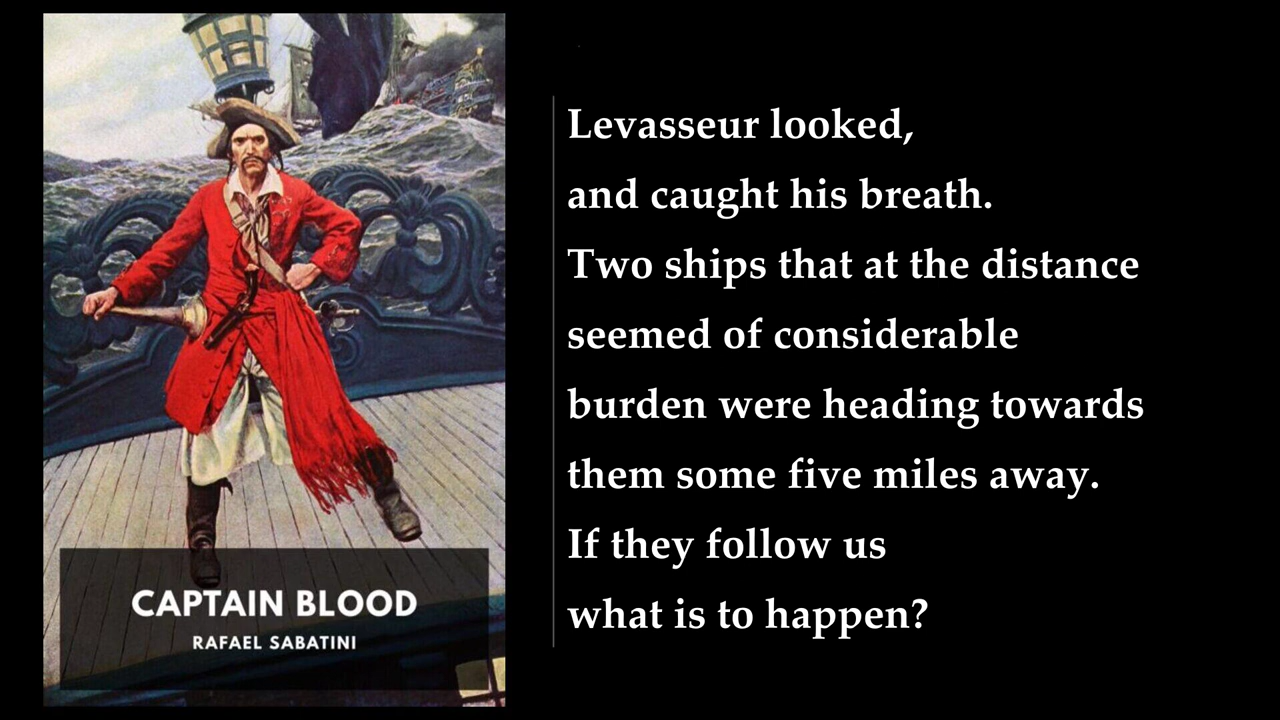 CAPTAIN BLOOD
RAFAEL SABATINI
Levasseur looked,
and caught his breath.
Two ships that at the distance
seemed of considerable
burden were heading towards
them some five miles away.
If they follow us
what is to happen?